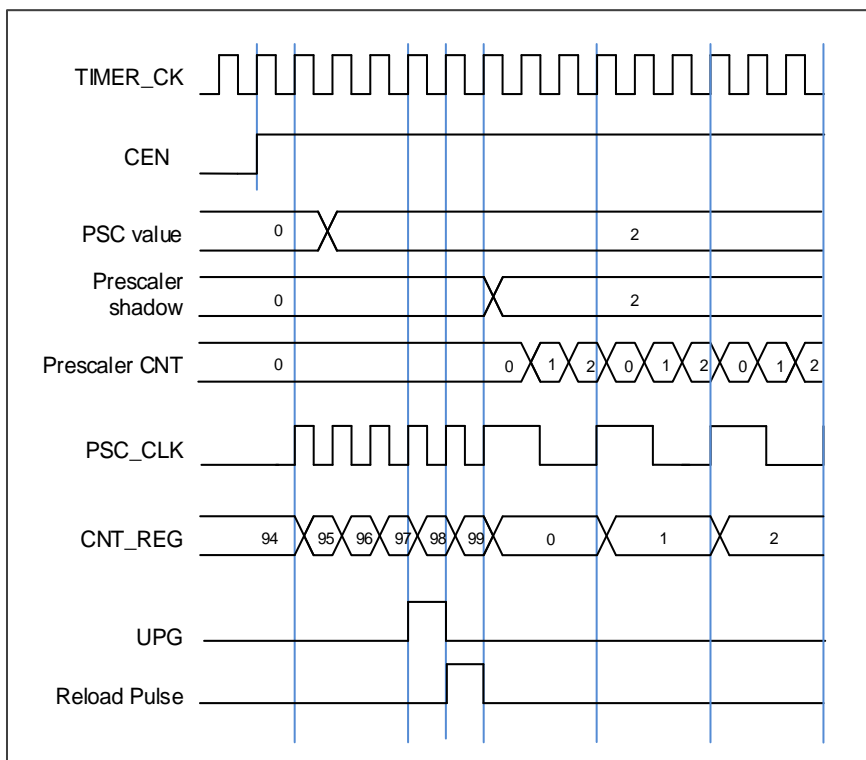 TIMER_CK
CEN
PSC value 0 2
Prescaler
shadow 0 2
Prescaler CNT 0 0 1 2 0 1 2 0 1 2
PSC_CLK
CNT_REG 94 95 96 97 98 99 0 1 2
UPG
Reload Pulse